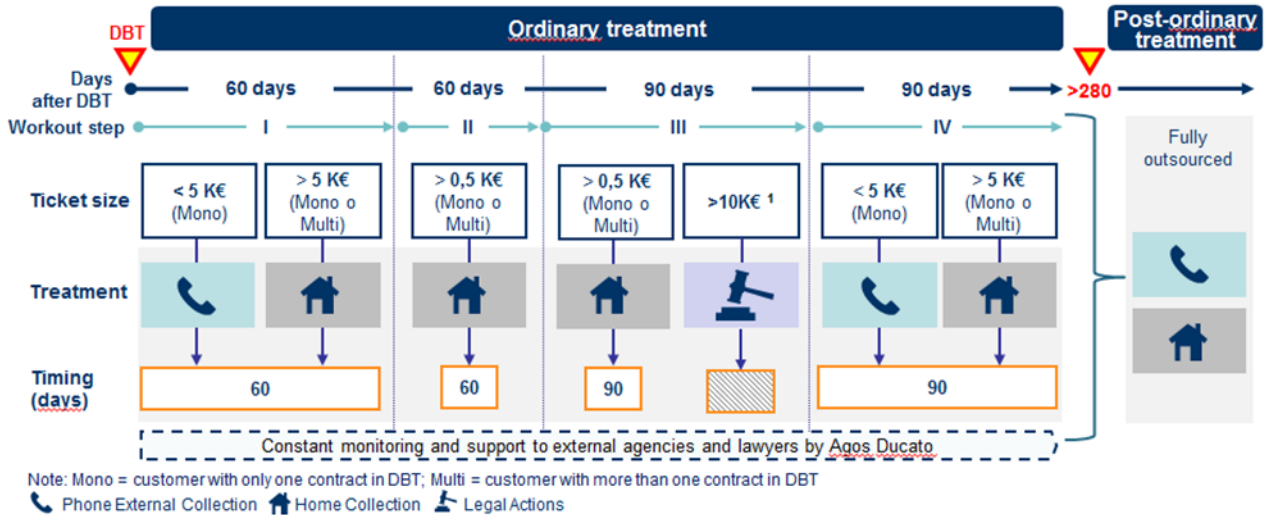 DBT
Ordinary treatment
Post-ordinary
treatment
Days
after DBT
60 days
60 days
90 days
90 days
>280
Workout step
I
II
III
IV
Fully
outsourced
Ticket size
< 5 K€
(Mono)
> 5 K€
(Mono o
Multi)
> 0,5 K€
(Mono o
Multi)
> 0,5 K€
(Mono o
Multi)
>10K€ ¹
< 5 K€
(Mono)
> 5 K€
(Mono o
Multi)
Treatment
Timing
(days)
60
60
90
90
Constant monitoring and support to external agencies and lawyers by Agos Ducato
Note: Mono = customer with only one contract in DBT; Multi = customer with more than one contract in DBT
Phone External Collection Home Collection Legal Actions